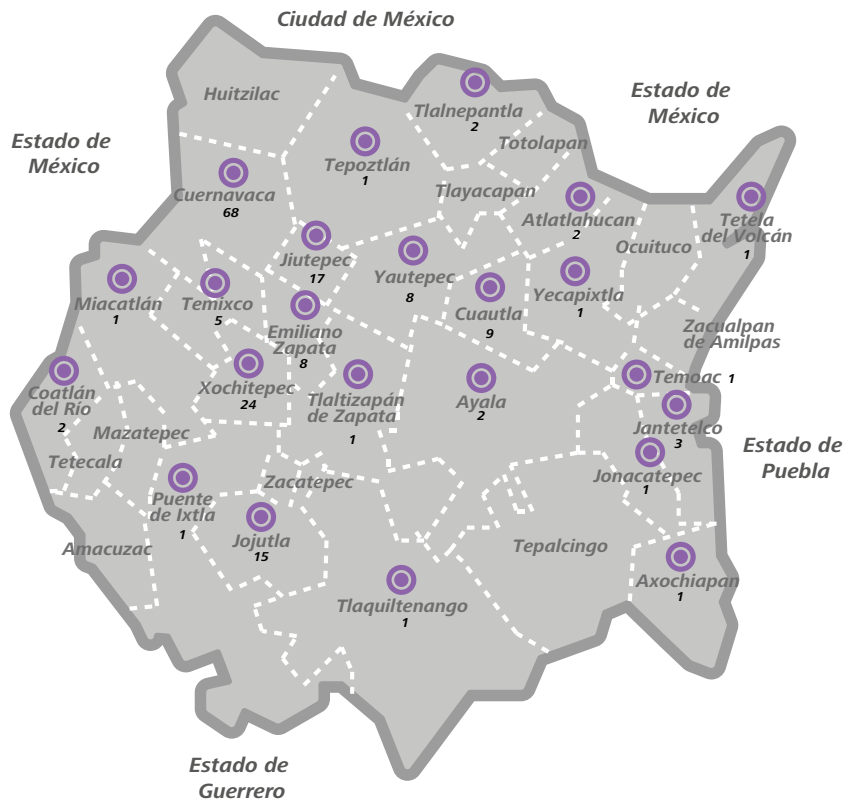 Ciudad de México
Huitzilac
Tlalnepantla
2
Estado de
México
Estado de
México
Totolapan
Tepoztlán
1
Cuernavaca
68
Tlayacapan
Atlatlahucan
2
Tetela
del Volcán
1
Ocuituco
Jiutepec
17
Yautepec
8
Yecapixtla
1
Miacatlán
1
Temixco
5
Cuautla
9
Emiliano
Zapata
8
Zacualpan
de Amilpas
Xochitepec
24
Temoac 1
Coatlán
del Río
2
Tlaltizapán
de Zapata
1
Ayala
2
Jantetelco
3
Mazatepec
Estado de
Puebla
Tetecala
Jonacatepec
1
Zacatepec
Puente
de Ixtla
1
Jojutla
15
Amacuzac
Tepalcingo
Axochiapan
1
Tlaquiltenango
1
Estado de
Guerrero